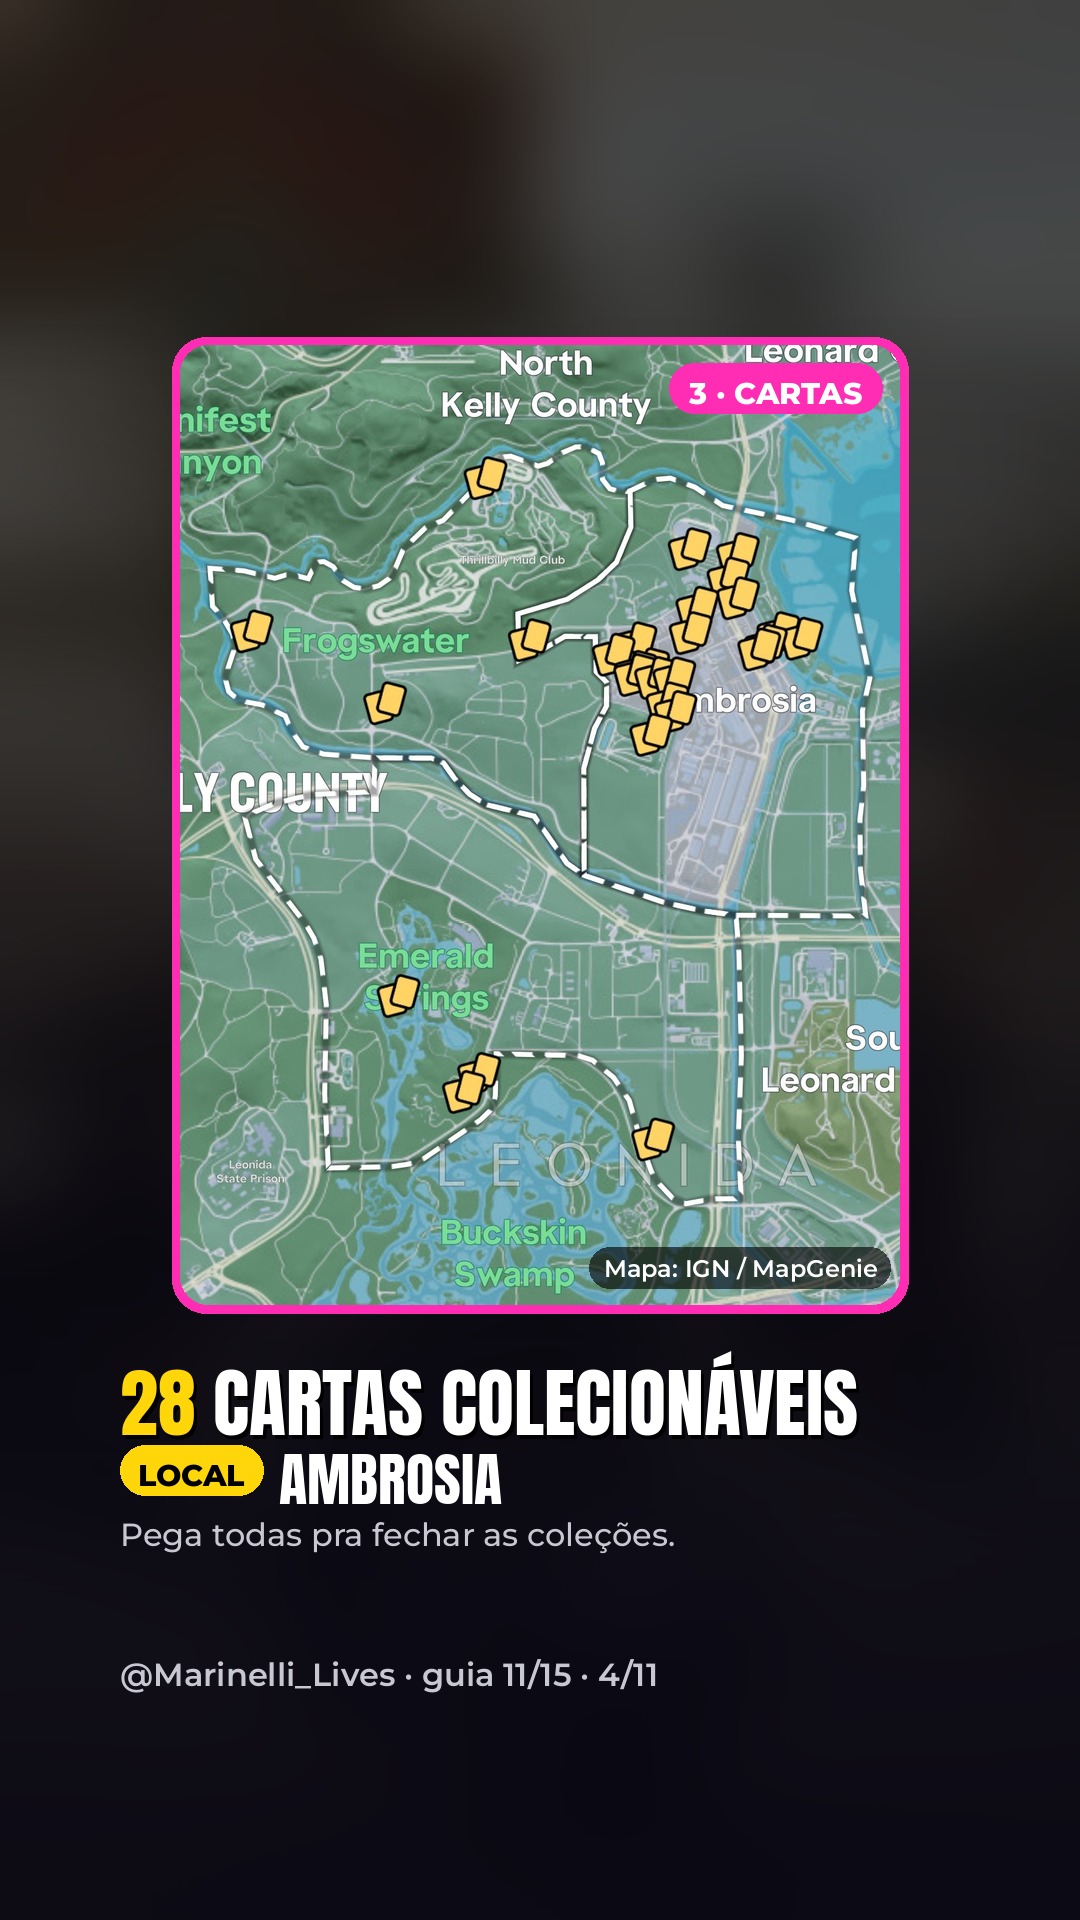 North
Kelly County
Leonard
3 · CARTAS
nifest
nyon
Thrillbilly Mud Club
Frogswater
mbrosia
LY COUNTY
Emerald
S ings
Sou
Leonard
LEONIDA
Leonida
State Prison
Buckskin
Swamp
Mapa: IGN / MapGenie
28 CARTAS COLECIONÁVEIS
LOCAL AMBROSIA
Pega todas pra fechar as coleções.
@Marinelli_Lives · guia 11/15 · 4/11